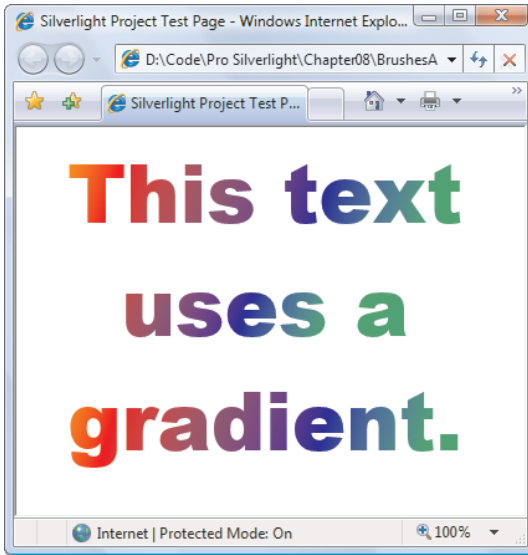 Silverlight Project Test Page - Windows Internet Explo...
D:\Code\Pro Silverlight\Chapter08\BrushesA
Silverlight Project Test P...
This text
uses a
gradient.
Internet | Protected Mode: On
100%